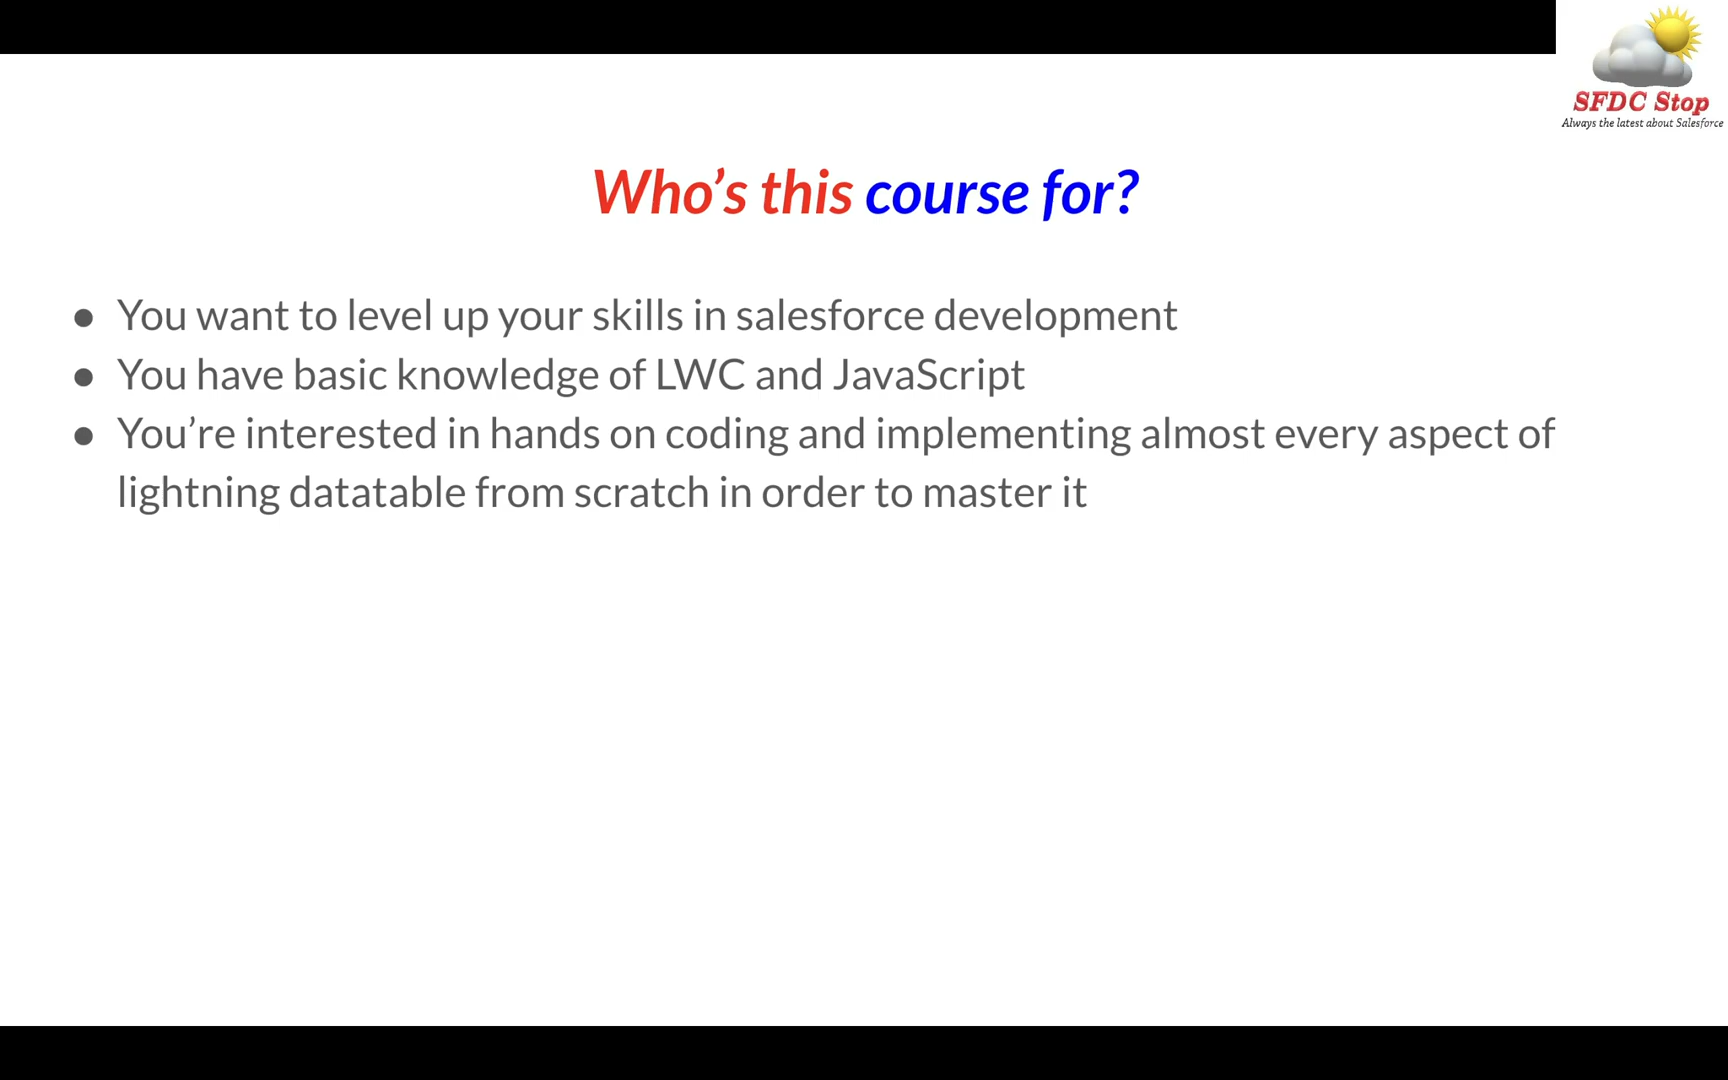 SFDC Stop
Always the latest about Salesforce
Who’s this course for?
● You want to level up your skills in salesforce development
● You have basic knowledge of LWC and JavaScript
● You’re interested in hands on coding and implementing almost every aspect of
lightning datatable from scratch in order to master it